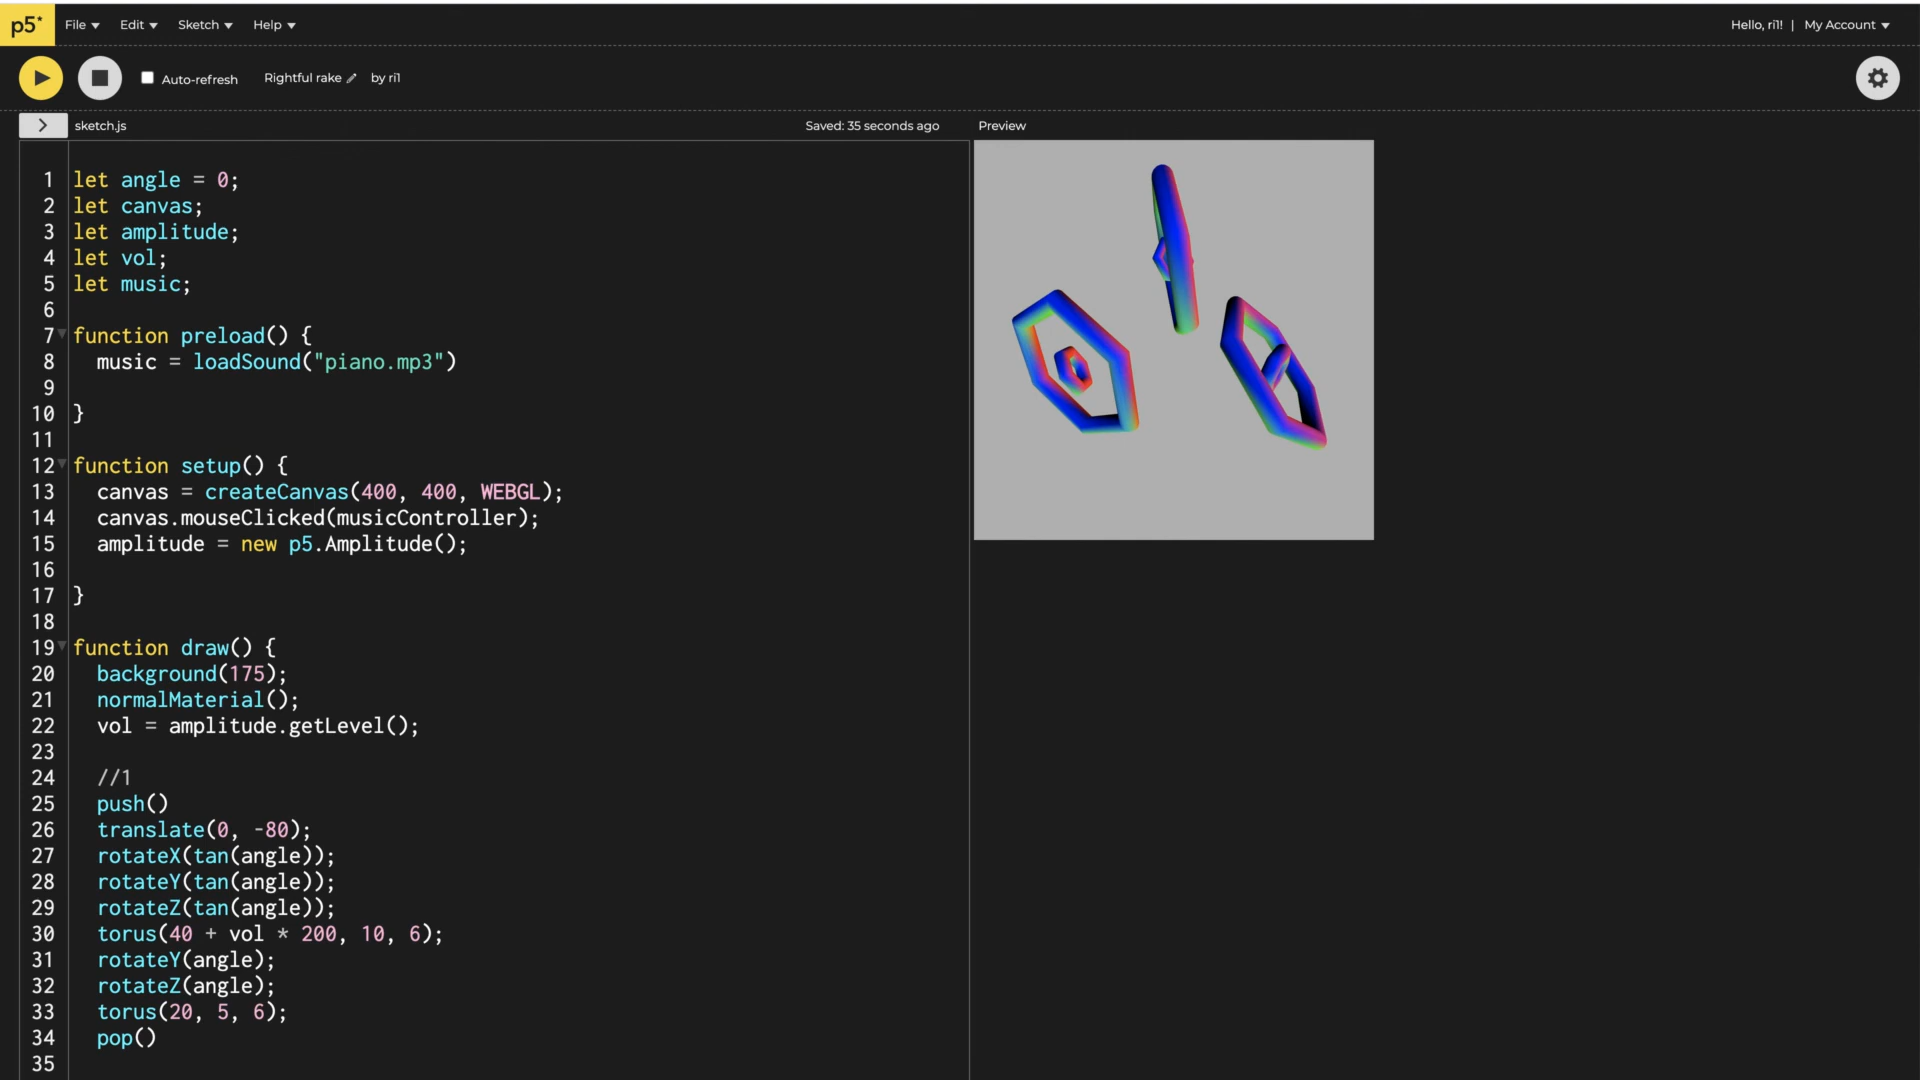 p5*
File Edit Sketch Help
Hello, ri1! | My Account
Auto-refresh
Rightful rake
by ri1
sketch.js
Saved: 35 seconds ago
Preview
1 let angle = 0;
2 let canvas;
3 let amplitude;
4 let vol;
5 let music;
6
7 function preload() {
8 music = loadSound("piano.mp3")
9
10 }
11
12 function setup() {
13 canvas = createCanvas(400, 400, WEBGL);
14 canvas.mouseClicked(musicController);
15 amplitude = new p5.Amplitude();
16
17 }
18
19 function draw() {
20 background(175);
21 normalMaterial();
22 vol = amplitude.getLevel();
23
24 //1
25 push()
26 translate(0, -80);
27 rotateX(tan(angle));
28 rotateY(tan(angle));
29 rotateZ(tan(angle));
30 torus(40 + vol * 200, 10, 6);
31 rotateY(angle);
32 rotateZ(angle);
33 torus(20, 5, 6);
34 pop()
35